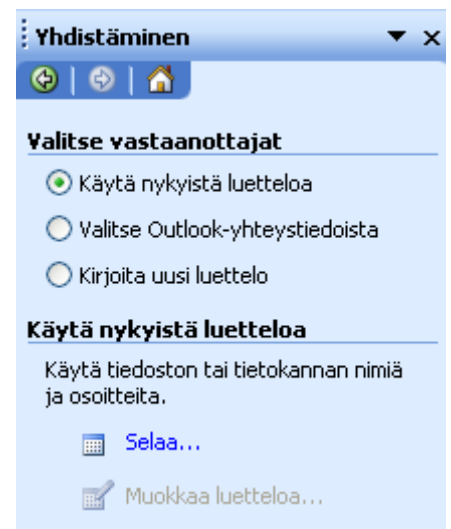 Yhdistäminen
Valitse vastaanottajat
Käytä nykyistä luetteloa
Valitse Outlook-yhteystiedoista
Kirjoita uusi luettelo
Käytä nykyistä luetteloa
Käytä tiedoston tai tietokannan nimiä
ja osoitteita.
Selaa...
Muokkaa luetteloa...